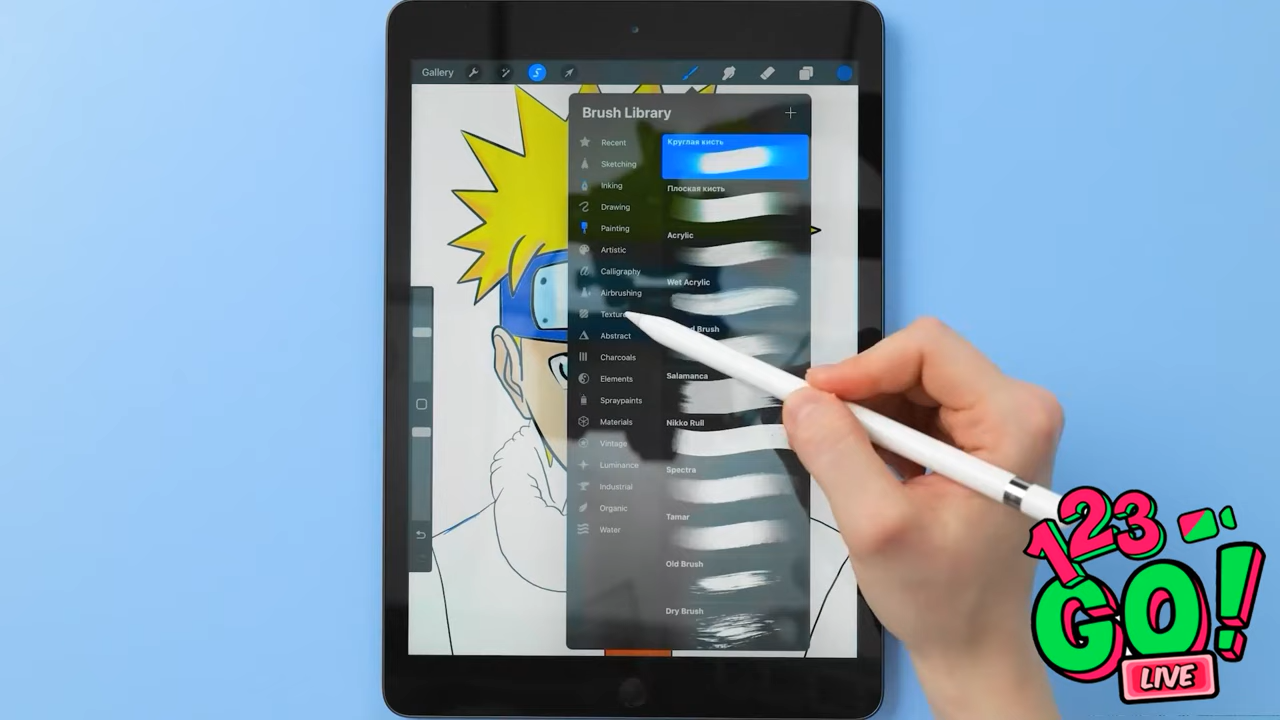 Gallery
Brush Library
Recent
Sketching
Inking
Drawing
Painting
Artistic
Calligraphy
Airbrushing
Abstract
Charcoals
Elements
Spraypaints
Materials
Vintage
Luminance
Industrial
Organic
Water
Круглая кисть
Плоская кисть
Acrylic
Wet Acrylic
Brush
Salamanca
Nikko Rull
Spectra
Tamar
Old Brush
Dry Brush
123
GO!
LIVE